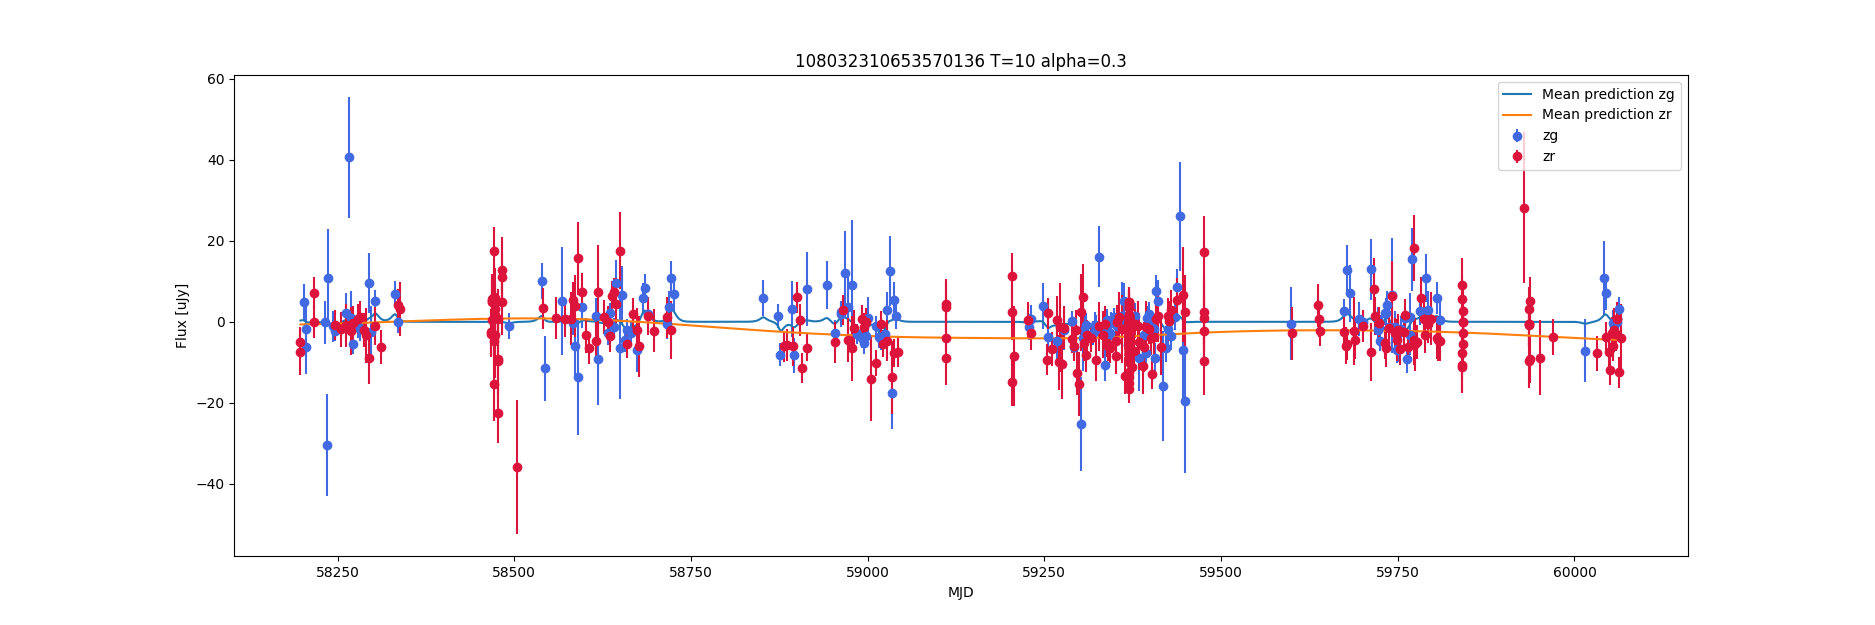 108032310653570136 T=10 alpha=0.3
Flux [uJy]
60
40
20
0
−20
−40
58250
58500
58750
59000
59250
59500
59750
60000
MJD
Mean prediction zg
Mean prediction zr
zg
zr